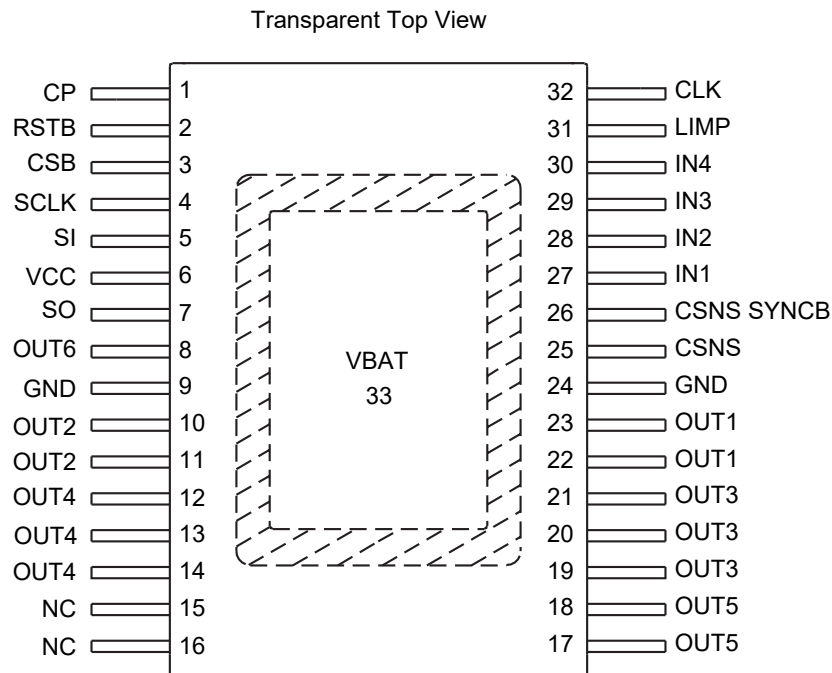 Transparent Top View
CP 1 32 CLK
RSTB 2 31 LIMP
CSB 3 30 IN4
SCLK 4 29 IN3
SI 5 28 IN2
VCC 6 27 IN1
SO 7 26 CSNS SYNCB
OUT6 8 25 CSNS
VBAT
GND 9 24 GND
33
OUT2 10 23 OUT1
OUT2 11 22 OUT1
OUT4 12 21 OUT3
OUT4 13 20 OUT3
OUT4 14 19 OUT3
NC 15 18 OUT5
NC 16 17 OUT5